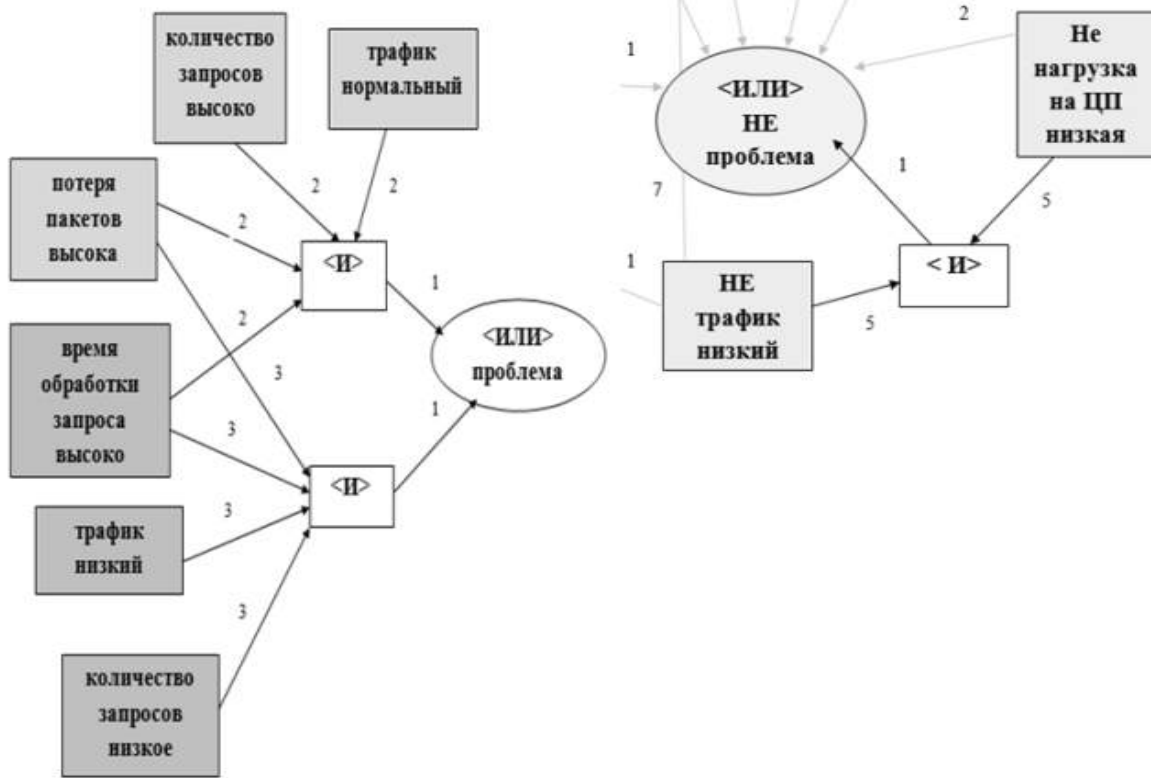 количество
запросов
высоко
трафик
нормальный
2
2
потеря
пакетов
высока
2
<И>
1
2
время
обработки
запроса
высоко
3
<ИЛИ>
проблема
1
3
<И>
3
трафик
низкий
3
количество
запросов
низкое
2
1
<ИЛИ>
НЕ
проблема
Не
нагрузка
на ЦП
низкая
1
7
5
< И>
1
НЕ
трафик
низкий
5